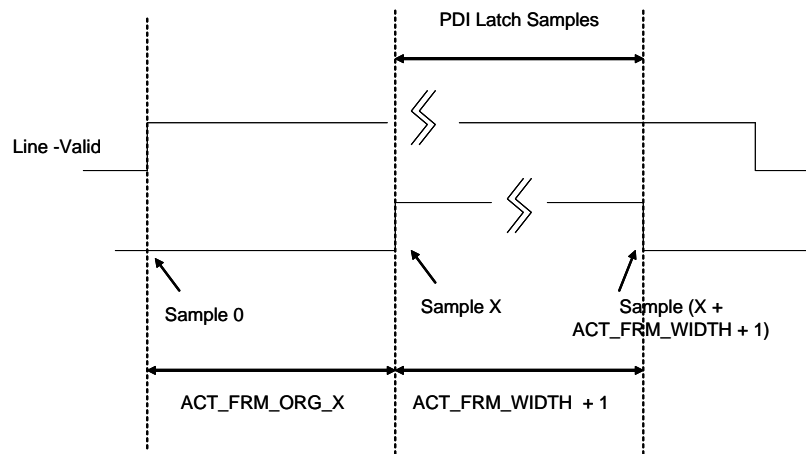 PDI Latch Samples
Line -Valid
Sample 0
Sample X
Sample (X +
ACT_FRM_WIDTH + 1)
ACT_FRM_ORG_X
ACT_FRM_WIDTH + 1